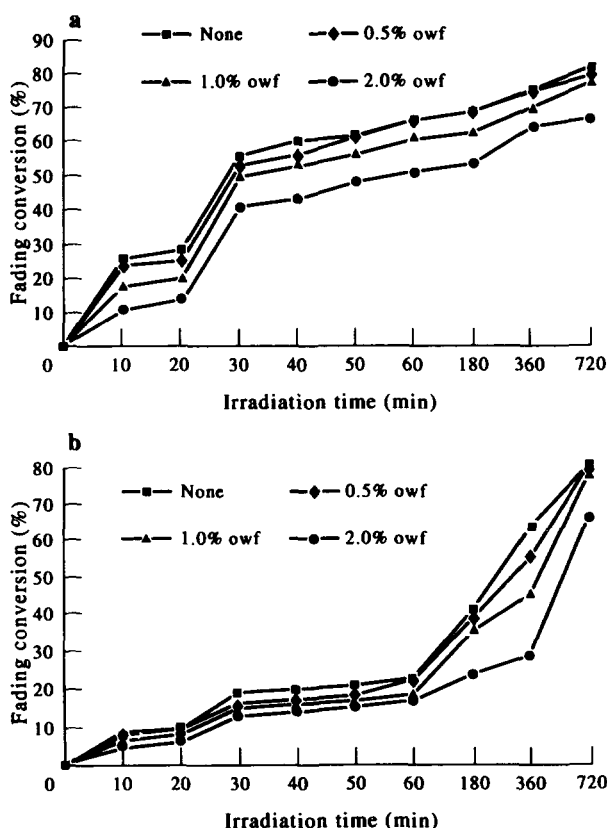 a
None
0.5% owf
1.0% owf
2.0% owf
Fading conversion (%)
90
80
70
60
50
40
30
20
10
0
10 20 30 40 50 60 180 360 720
Irradiation time (min)
b
None
0.5% owf
1.0% owf
2.0% owf
Fading conversion (%)
80
70
60
50
40
30
20
10
0
10 20 30 40 50 60 180 360 720
Irradiation time (min)